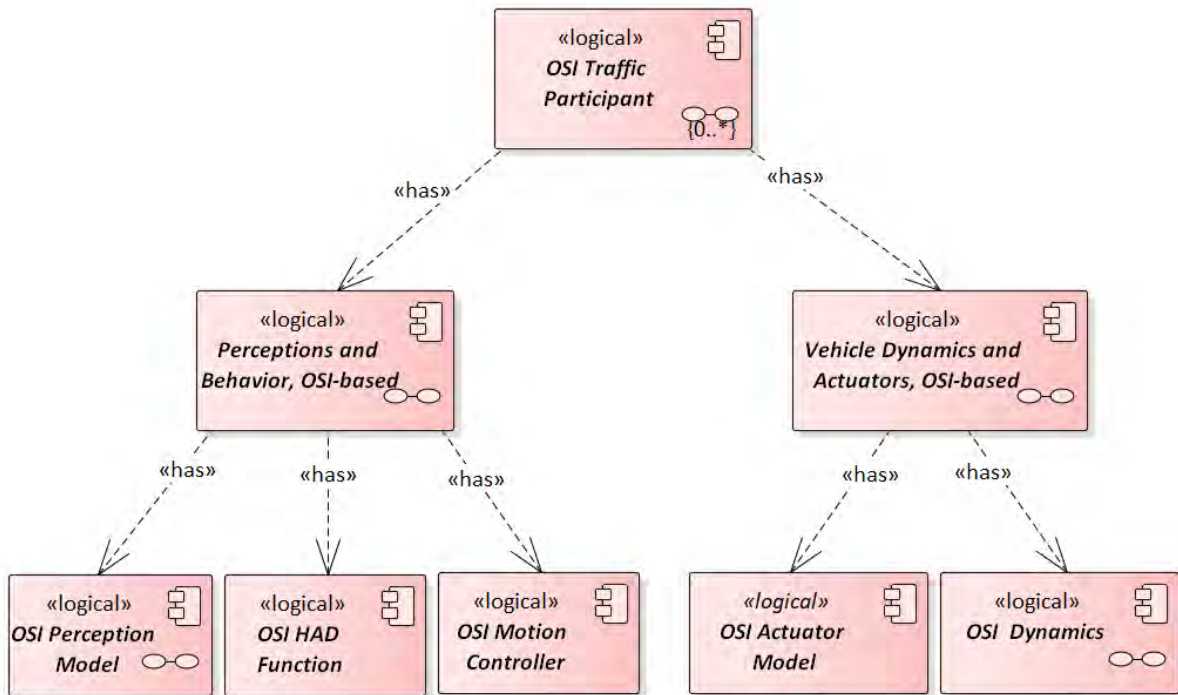 «logical»
OSI Traffic
Participant
{0..*}
«has»
«has»
«logical»
Perceptions and
Behavior, OSI-based
«logical»
Vehicle Dynamics and
Actuators, OSI-based
«has»
«has»
«has»
«has»
«has»
«logical»
OSI Perception
Model
«logical»
OSI HAD
Function
«logical»
OSI Motion
Controller
«logical»
OSI Actuator
Model
«logical»
OSI Dynamics